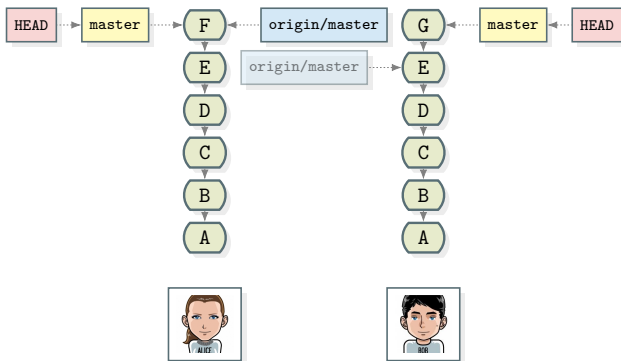 HEAD master F origin/master G master HEAD
E origin/master E
D D
C C
B B
A A
ALICE BOB